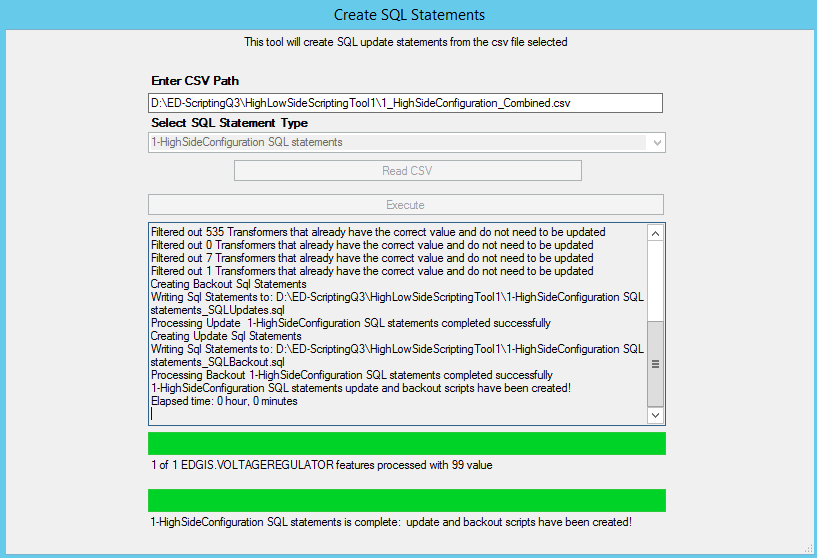 Create SQL Statements
This tool will create SQL update statements from the csv file selected
Enter CSV Path
D:\ED-ScriptingQ3\HighLowSideScriptingTool1\1_HighSideConfiguration_Combined.csv
Select SQL Statement Type
1-HighSideConfiguration SQL statements
Read CSV
Execute
Filtered out 535 Transformers that already have the correct value and do not need to be updated
Filtered out 0 Transformers that already have the correct value and do not need to be updated
Filtered out 7 Transformers that already have the correct value and do not need to be updated
Filtered out 1 Transformers that already have the correct value and do not need to be updated
Creating Backout Sql Statements
Writing Sql Statements to: D:\ED-ScriptingQ3\HighLowSideScriptingTool1\1-HighSideConfiguration SQL
statements_SQLUpdates.sql
Processing Update  1-HighSideConfiguration SQL statements completed successfully
Creating Update Sql Statements
Writing Sql Statements to: D:\ED-ScriptingQ3\HighLowSideScriptingTool1\1-HighSideConfiguration SQL
statements_SQLBackout.sql
Processing Backout 1-HighSideConfiguration SQL statements completed successfully
1-HighSideConfiguration SQL statements update and backout scripts have been created!
Elapsed time: 0 hour, 0 minutes
1 of 1 EDGIS.VOLTAGEREGULATOR features processed with 99 value
1-HighSideConfiguration SQL statements is complete:  update and backout scripts have been created!